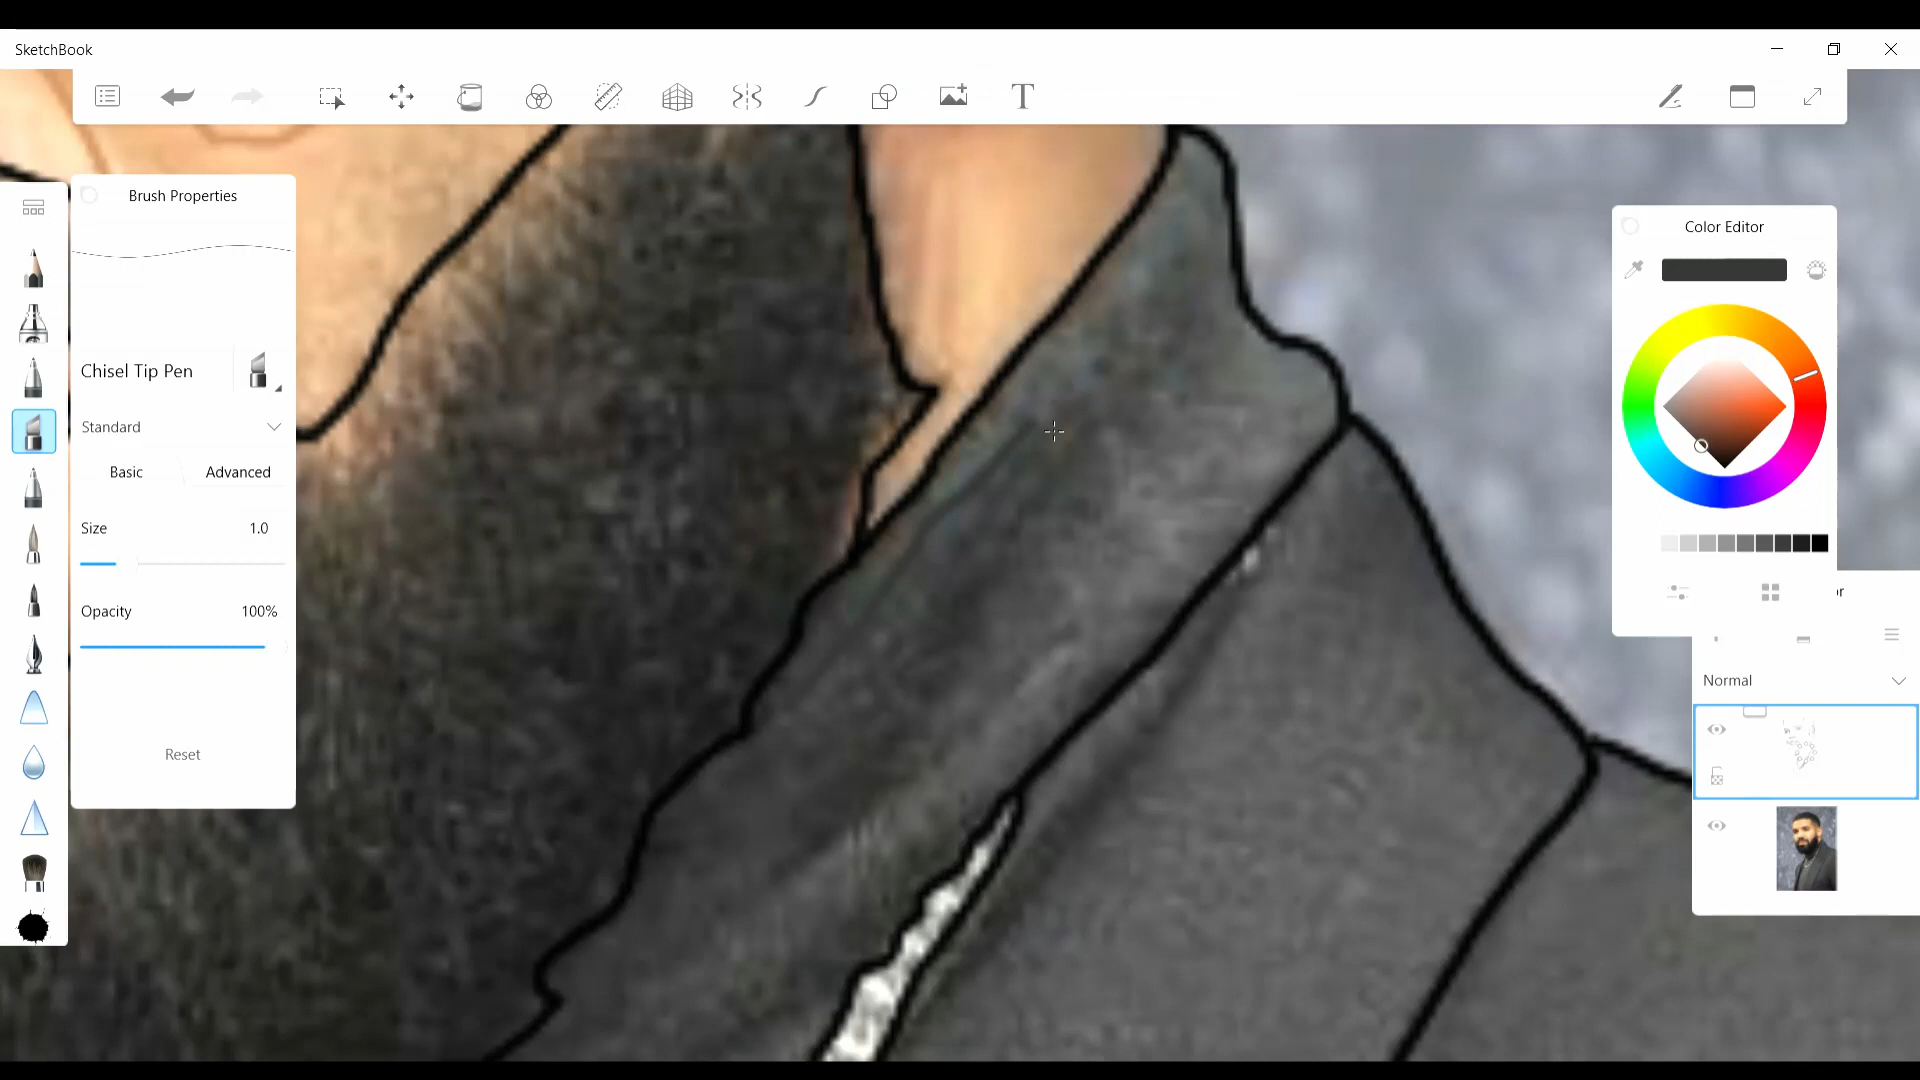 SketchBook
T
Brush Properties
Color Editor
Chisel Tip Pen
Standard
Basic Advanced
Size 1.0
Opacity 100%
Normal
Reset